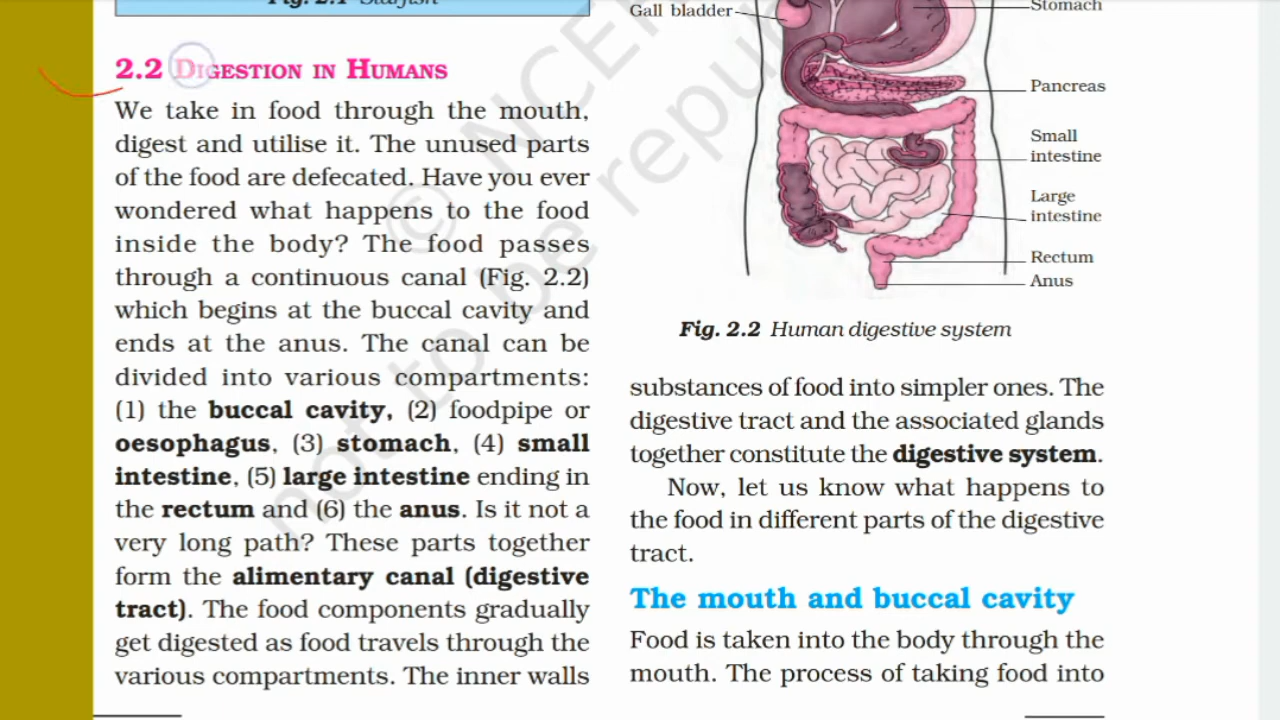 Fig. 2.1 Starfish
2.2 DIGESTION IN HUMANS
We take in food through the mouth,
digest and utilise it. The unused parts
of the food are defecated. Have you ever
wondered what happens to the food
inside the body? The food passes
through a continuous canal (Fig. 2.2)
which begins at the buccal cavity and
ends at the anus. The canal can be
divided into various compartments:
(1) the buccal cavity, (2) foodpipe or
oesophagus, (3) stomach, (4) small
intestine, (5) large intestine ending in
the rectum and (6) the anus. Is it not a
very long path? These parts together
form the alimentary canal (digestive
tract). The food components gradually
get digested as food travels through the
various compartments. The inner walls
Gall bladder
Stomach
Pancreas
Small
intestine
Large
intestine
Rectum
Anus
Fig. 2.2 Human digestive system
substances of food into simpler ones. The
digestive tract and the associated glands
together constitute the digestive system.
Now, let us know what happens to
the food in different parts of the digestive
tract.
The mouth and buccal cavity
Food is taken into the body through the
mouth. The process of taking food into
© NCE
not to be repu